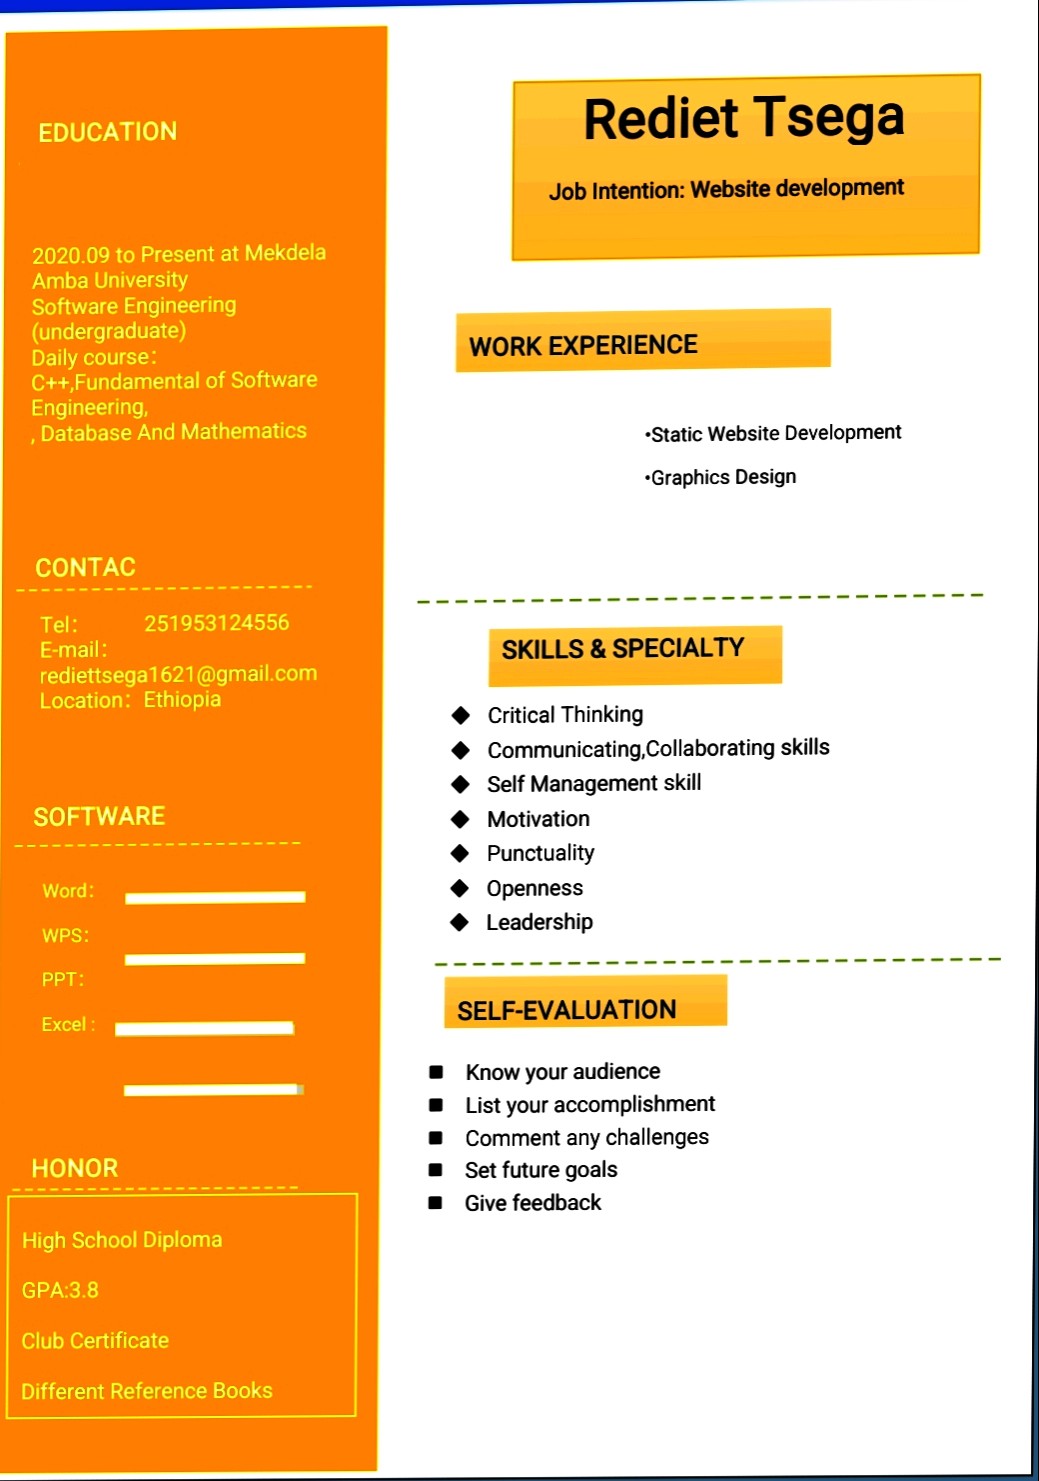 EDUCATION
2020.09 to Present at Mekdela
Amba University
Software Engineering
(undergraduate)
Daily course:
C++,Fundamental of Software
Engineering,
, Database And Mathematics
CONTAC
Tel: 251953124556
E-mail:
rediettsega1621@gmail.com
Location: Ethiopia
SOFTWARE
Word:
WPS:
PPT:
Excel :
HONOR
High School Diploma
GPA:3.8
Club Certificate
Different Reference Books
Rediet Tsega
Job Intention: Website development
WORK EXPERIENCE
•Static Website Development
•Graphics Design
SKILLS & SPECIALTY
◆ Critical Thinking
◆ Communicating,Collaborating skills
◆ Self Management skill
◆ Motivation
◆ Punctuality
◆ Openness
◆ Leadership
SELF-EVALUATION
■ Know your audience
■ List your accomplishment
■ Comment any challenges
■ Set future goals
■ Give feedback